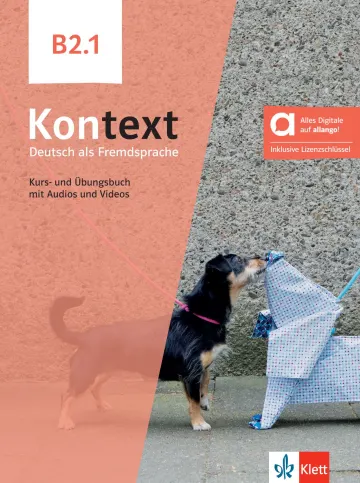 B2.1
Kontext
Deutsch als Fremdsprache
Kurs- und Übungsbuch
mit Audios und Videos
a
Alles Digitale
auf allango!
Inklusive Lizenzschlüssel
Klett